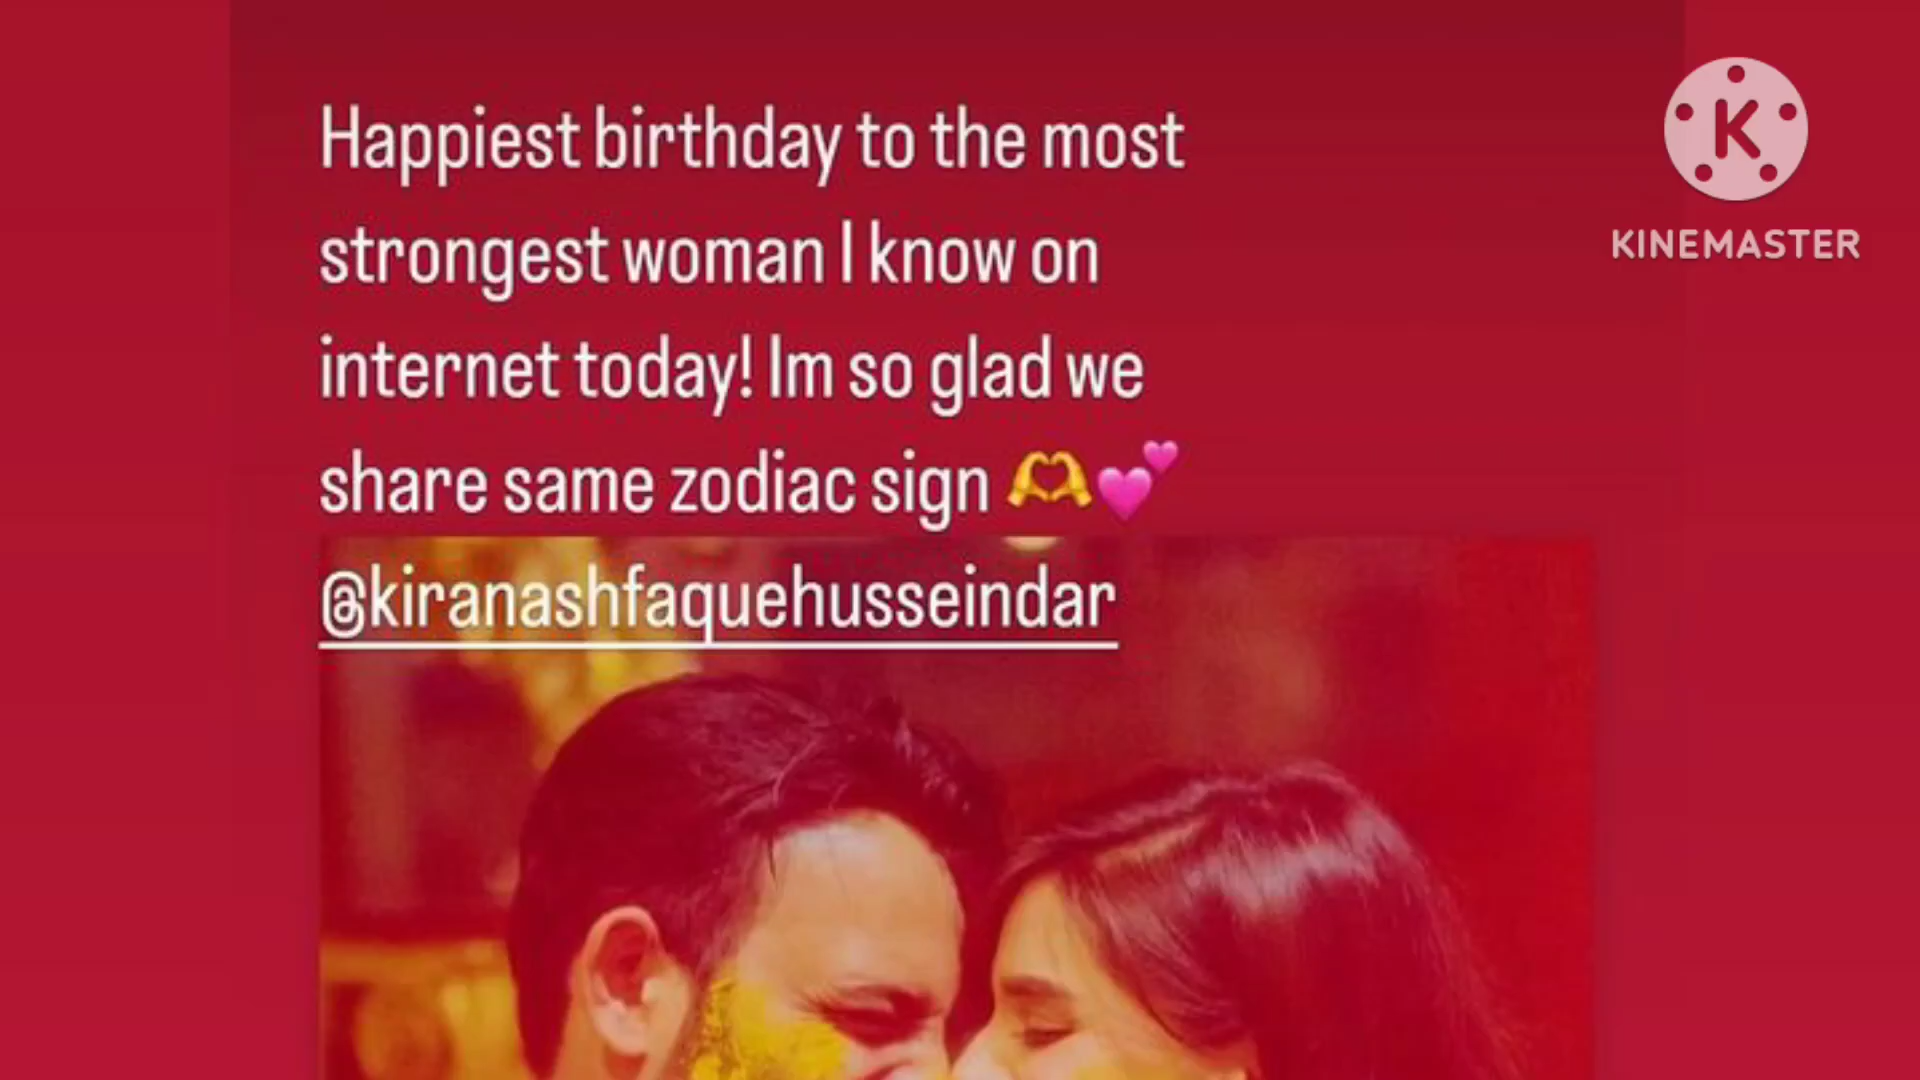 Happiest birthday to the most
strongest woman I know on
internet today! Im so glad we
share same zodiac sign 🫶💕
@kiranashfaquehusseindar
K
KINEMASTER